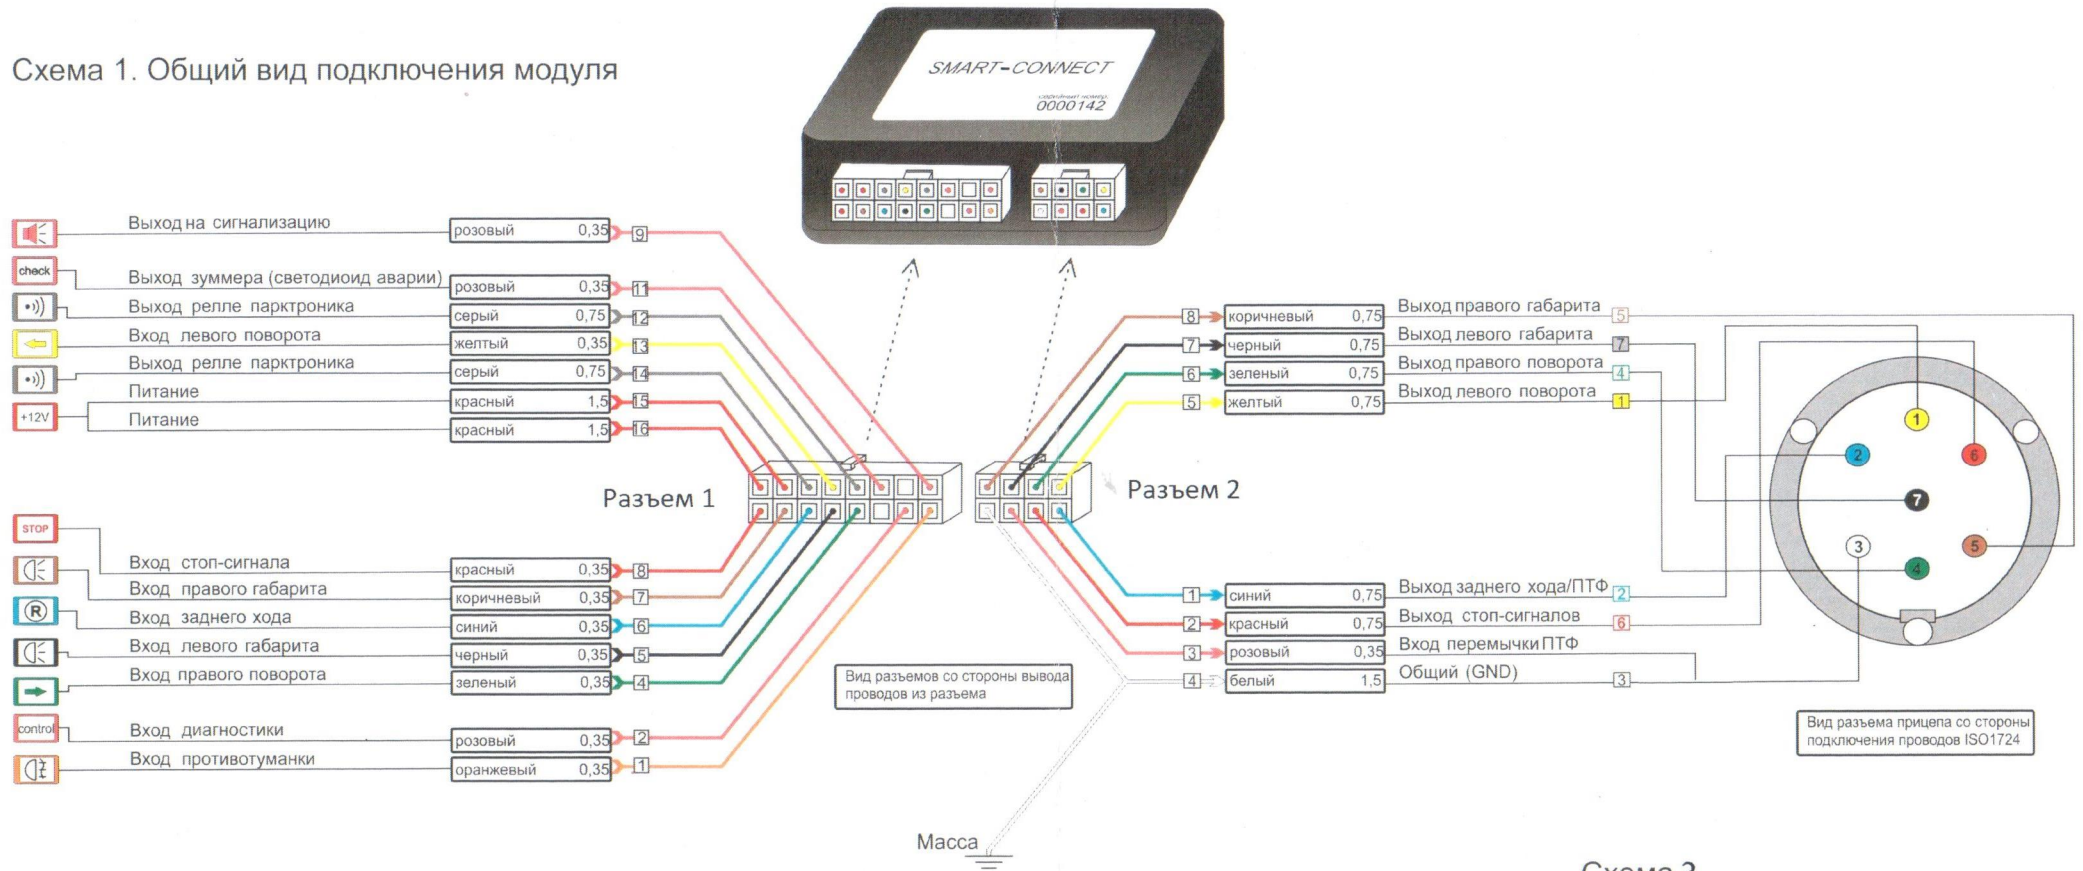 Схема 1. Общий вид подключения модуля
SMART-CONNECT
серийный номер
0000142
Выход на сигнализацию
розовый 0,35 9
check
Выход зуммера (светодиоид аварии)
розовый 0,35 11
Выход релле парктроника
серый 0,75 12
Вход левого поворота
желтый 0,35 13
Выход релле парктроника
серый 0,75 14
+12V
Питание
красный 1,5 15
Питание
красный 1,5 16
Разъем 1
STOP
Вход стоп-сигнала
красный 0,35 8
Вход правого габарита
коричневый 0,35 7
R
Вход заднего хода
синий 0,35 6
Вход левого габарита
черный 0,35 5
Вход правого поворота
зеленый 0,35 4
control
Вход диагностики
розовый 0,35 2
Вход противотуманки
оранжевый 0,35 1
8 коричневый 0,75 Выход правого габарита 5
7 черный 0,75 Выход левого габарита 7
6 зеленый 0,75 Выход правого поворота 4
5 желтый 0,75 Выход левого поворота 1
Разъем 2
1 синий 0,75 Выход заднего хода/ПТФ 2
2 красный 0,75 Выход стоп-сигналов 6
3 розовый 0,35 Вход перемычки ПТФ
4 белый 1,5 Общий (GND) 3
Вид разъемов со стороны вывода
проводов из разъема
Масса
1
2
6
7
3
5
4
Вид разъема прицепа со стороны
подключения проводов ISO1724
Схема 2